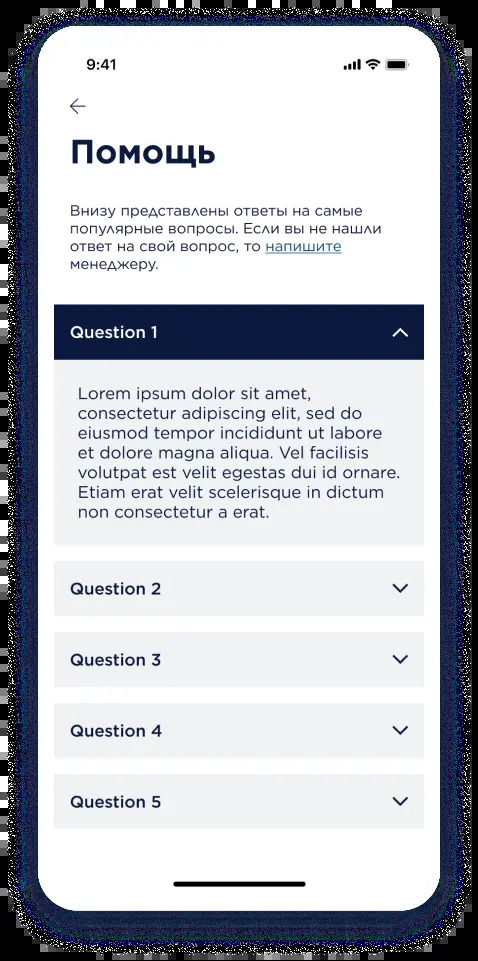 9:41
Помощь
Внизу представлены ответы на самые
популярные вопросы. Если вы не нашли
ответ на свой вопрос, то напишите
менеджеру.
Question 1
Lorem ipsum dolor sit amet,
consectetur adipiscing elit, sed do
eiusmod tempor incididunt ut labore
et dolore magna aliqua. Vel facilisis
volutpat est velit egestas dui id ornare.
Etiam erat velit scelerisque in dictum
non consectetur a erat.
Question 2
Question 3
Question 4
Question 5